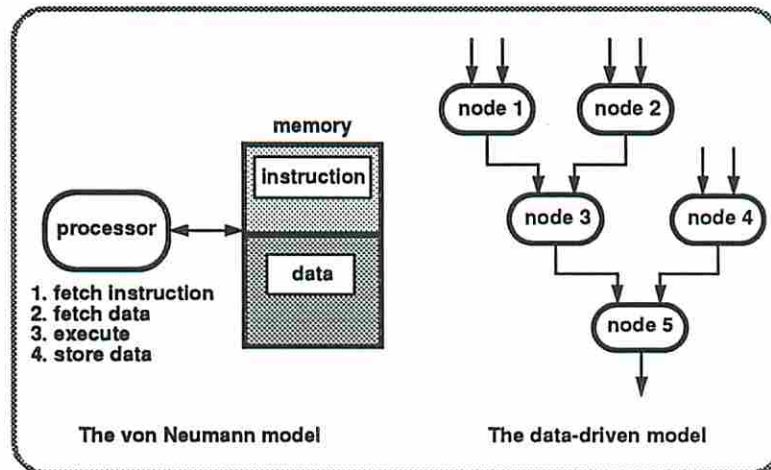 memory
instruction
processor
data
1. fetch instruction
2. fetch data
3. execute
4. store data
The von Neumann model
node 1
node 2
node 3
node 4
node 5
The data-driven model